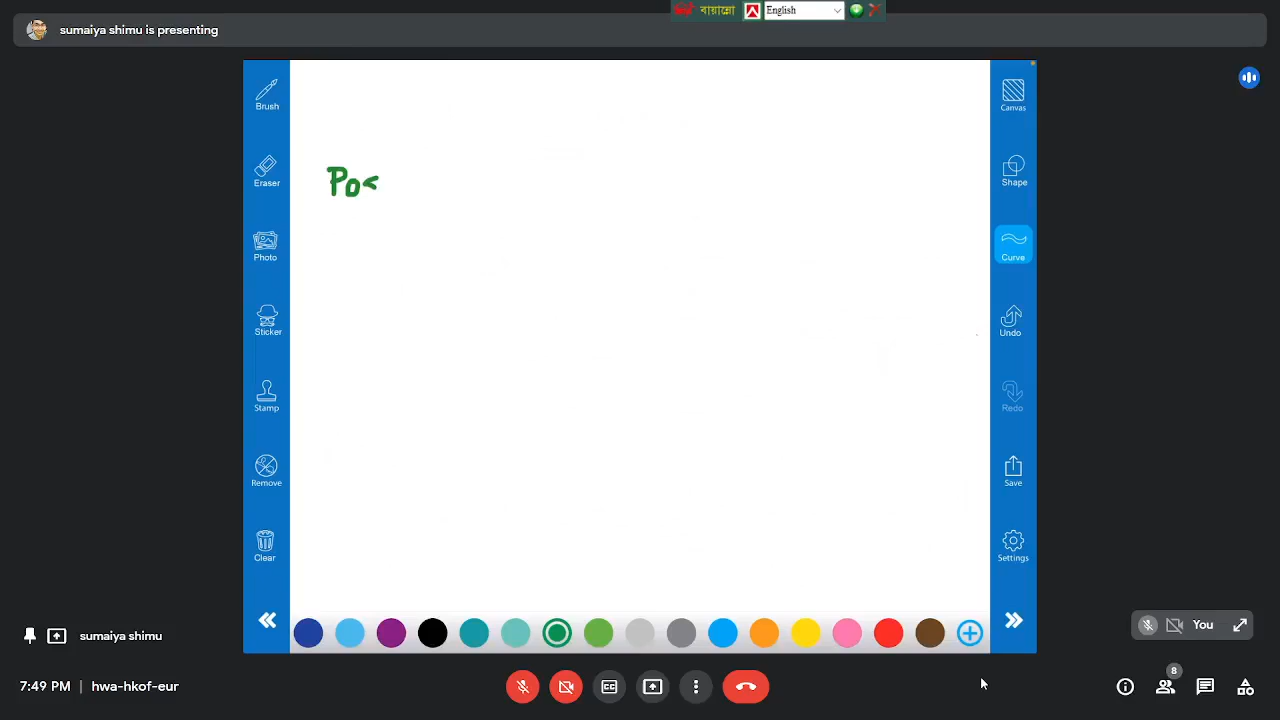 বায়ান্নো English
sumaiya shimu is presenting
Brush
Canvas
Po<
Eraser
Shape
Photo
Curve
Sticker
Undo
Stamp
Redo
Remove
Save
Clear
Settings
sumaiya shimu
You
7:49 PM | hwa-hkof-eur
8